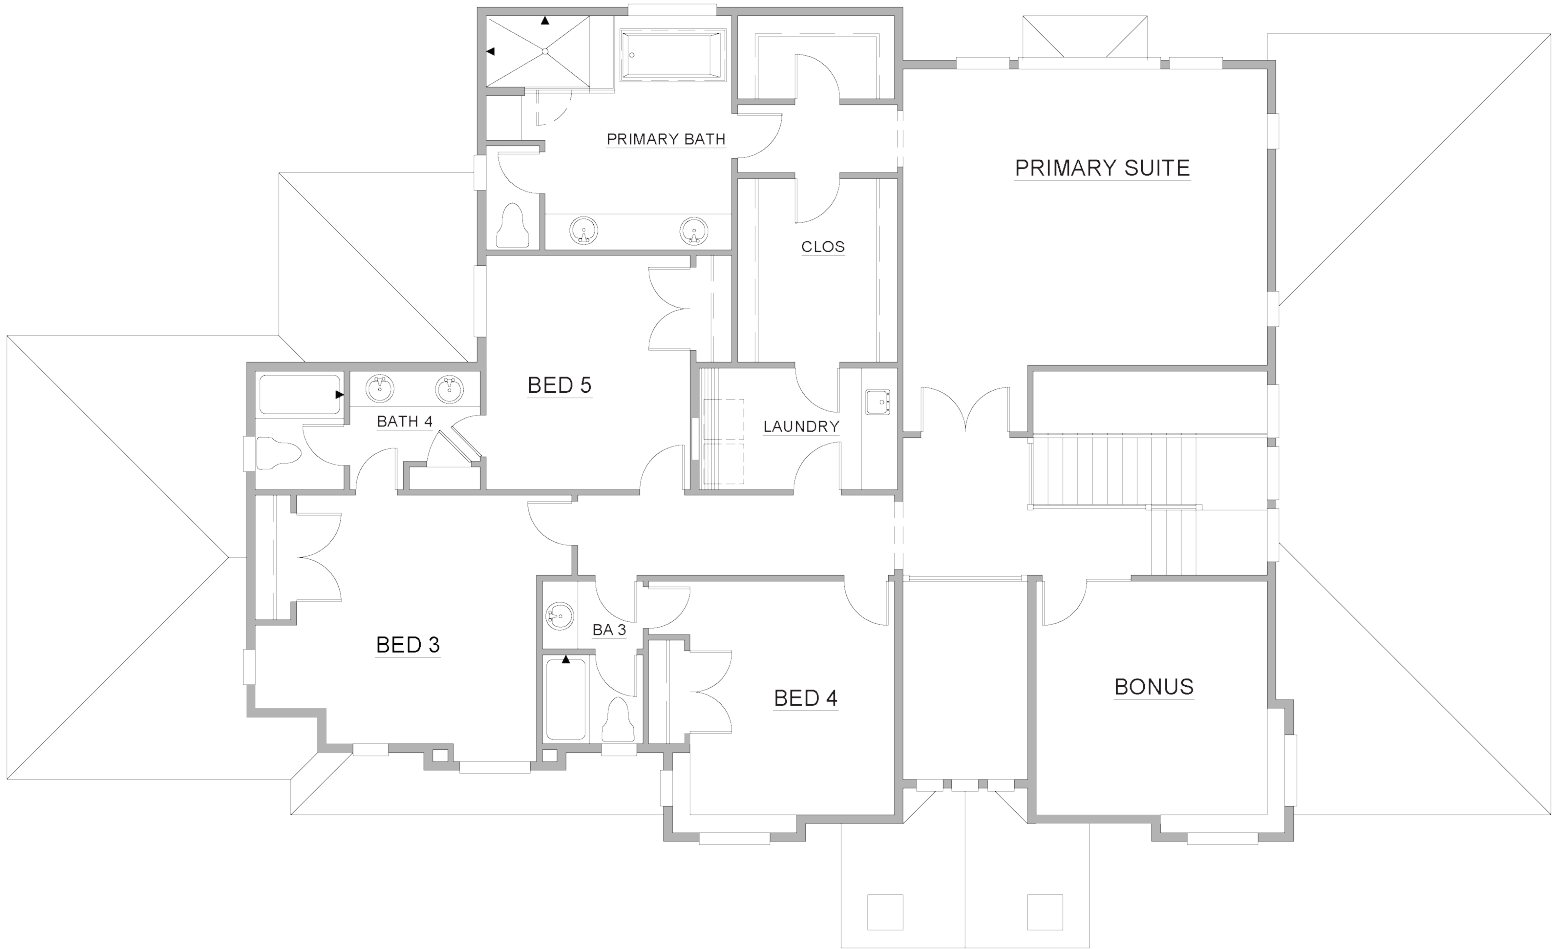 PRIMARY BATH
PRIMARY SUITE
CLOS
BED 5
BATH 4
LAUNDRY
BA 3
BED 3
BED 4
BONUS